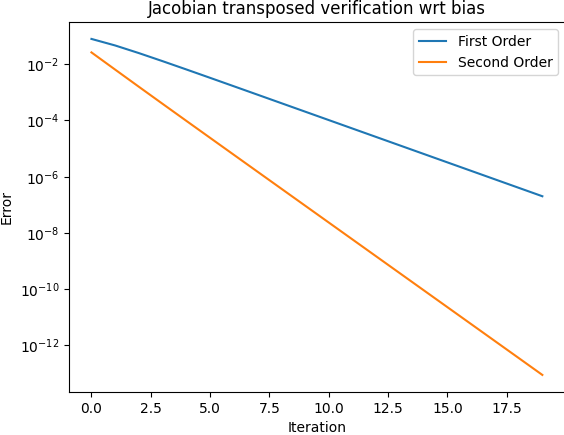 Jacobian transposed verification wrt bias
First Order
Second Order
10⁻²
10⁻⁴
10⁻⁶
10⁻⁸
10⁻¹⁰
10⁻¹²
Error
0.0 2.5 5.0 7.5 10.0 12.5 15.0 17.5
Iteration